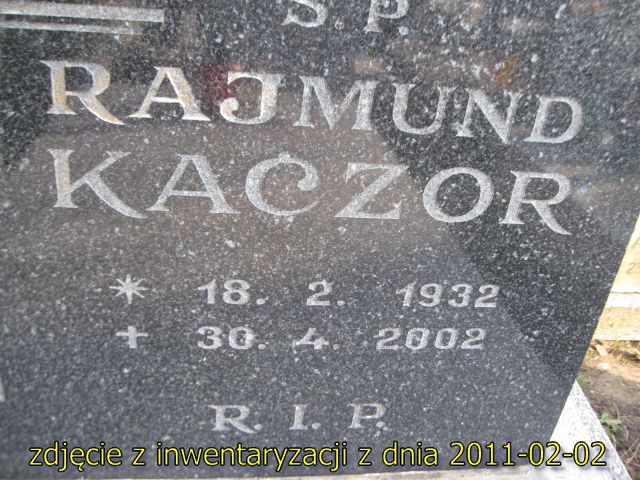 Ś. P.
RAJMUND
KACZOR
* 18. 2. 1932
+ 30. 4. 2002
R. I. P.
zdjęcie z inwentaryzacji z dnia 2011-02-02